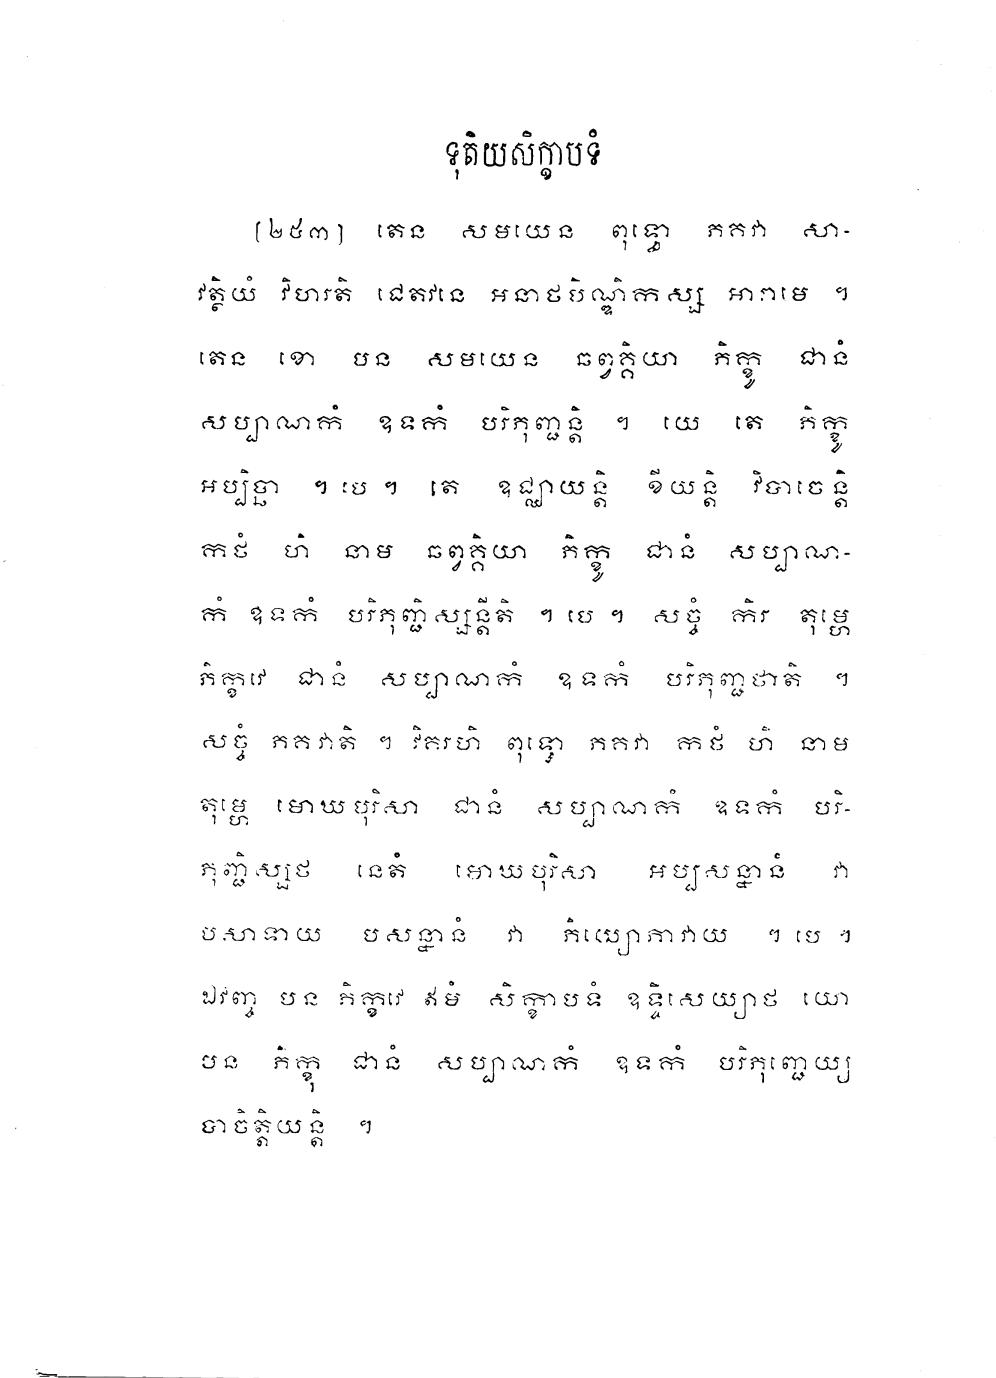 ទុតិយសិក្ខាបទំ
[២៥៣] តេន សមយេន ពុទ្ធោ ភគវា សា-
វត្ថិយំ វិហរតិ ជេតវនេ អនាថបិណ្ឌិកស្ស អារាមេ ។
តេន ខោ បន សមយេន ឆព្វគ្គិយា ភិក្ខូ ជានំ
សប្បាណកំ ឧទកំ បរិភុញ្ជន្តិ ។ យេ តេ ភិក្ខូ
អប្បិច្ឆា ។ បេ ។ តេ ឧជ្ឈាយន្តិ ខីយន្តិ វិបាចេន្តិ
កថំ ហិ នាម ឆព្វគ្គិយា ភិក្ខូ ជានំ សប្បាណ-
កំ ឧទកំ បរិភុញ្ជិស្សន្តីតិ ។ បេ ។ សច្ចំ កិរ តុម្ហេ
ភិក្ខវេ ជានំ សប្បាណកំ ឧទកំ បរិភុញ្ជថាតិ ។
សច្ចំ ភគវាតិ ។ វិគរហិ ពុទ្ធោ ភគវា កថំ ហិ នាម
តុម្ហេ មោឃបុរិសា ជានំ សប្បាណកំ ឧទកំ បរិ-
ភុញ្ជិស្សថ នេតំ មោឃបុរិសា អប្បសន្នានំ វា
បសាទាយ បសន្នានំ វា ភិយ្យោភាវាយ ។ បេ ។
ឯវញ្ច បន ភិក្ខវេ ឥមំ សិក្ខាបទំ ឧទ្ទិសេយ្យាថ យោ
បន ភិក្ខុ ជានំ សប្បាណកំ ឧទកំ បរិភុញ្ជេយ្យ
បាចិត្តិយន្តិ ។